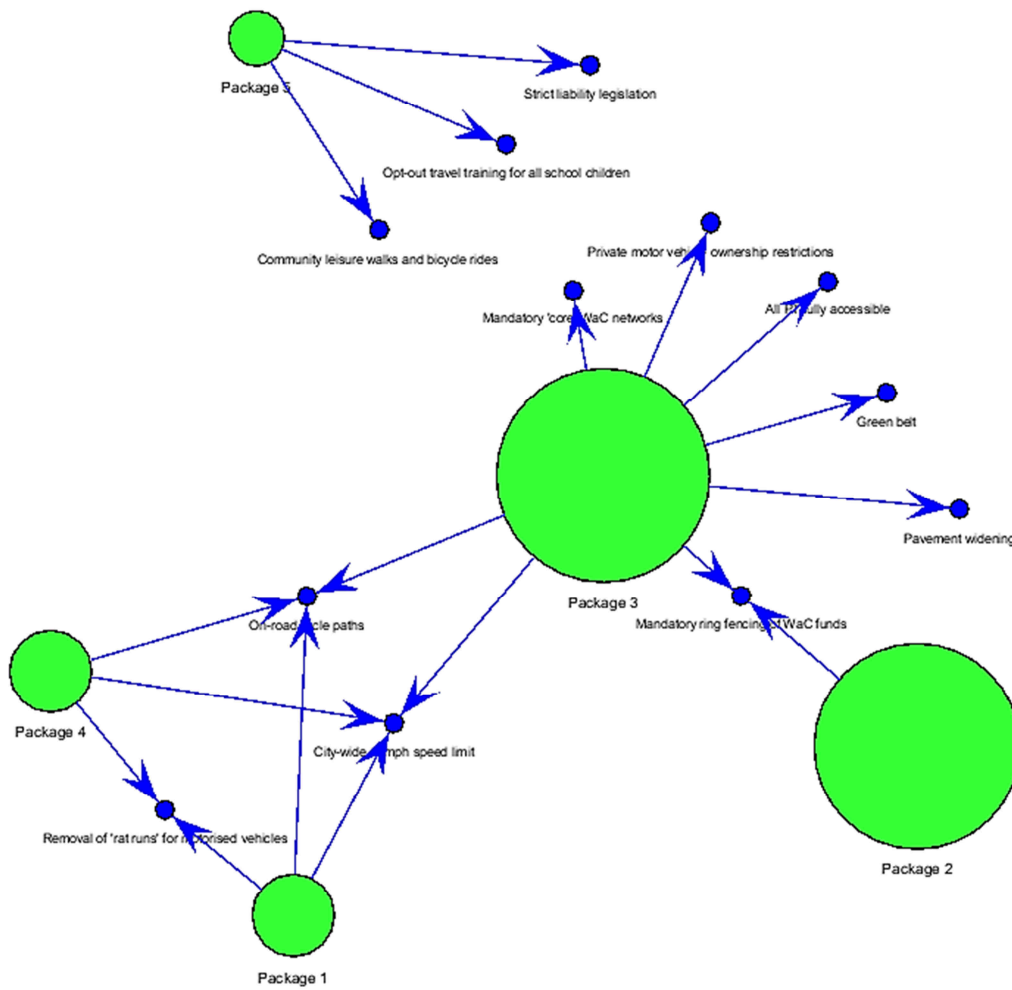 Package 5
Strict liability legislation
Opt-out travel training for all school children
Community leisure walks and bicycle rides
Private motor vehicle ownership restrictions
Mandatory 'core' WaC networks
All PT fully accessible
Green belt
Pavement widening
Package 3
On-road cycle paths
Mandatory ring fencing of WaC funds
Package 4
City-wide mph speed limit
Removal of 'rat runs' for motorised vehicles
Package 2
Package 1